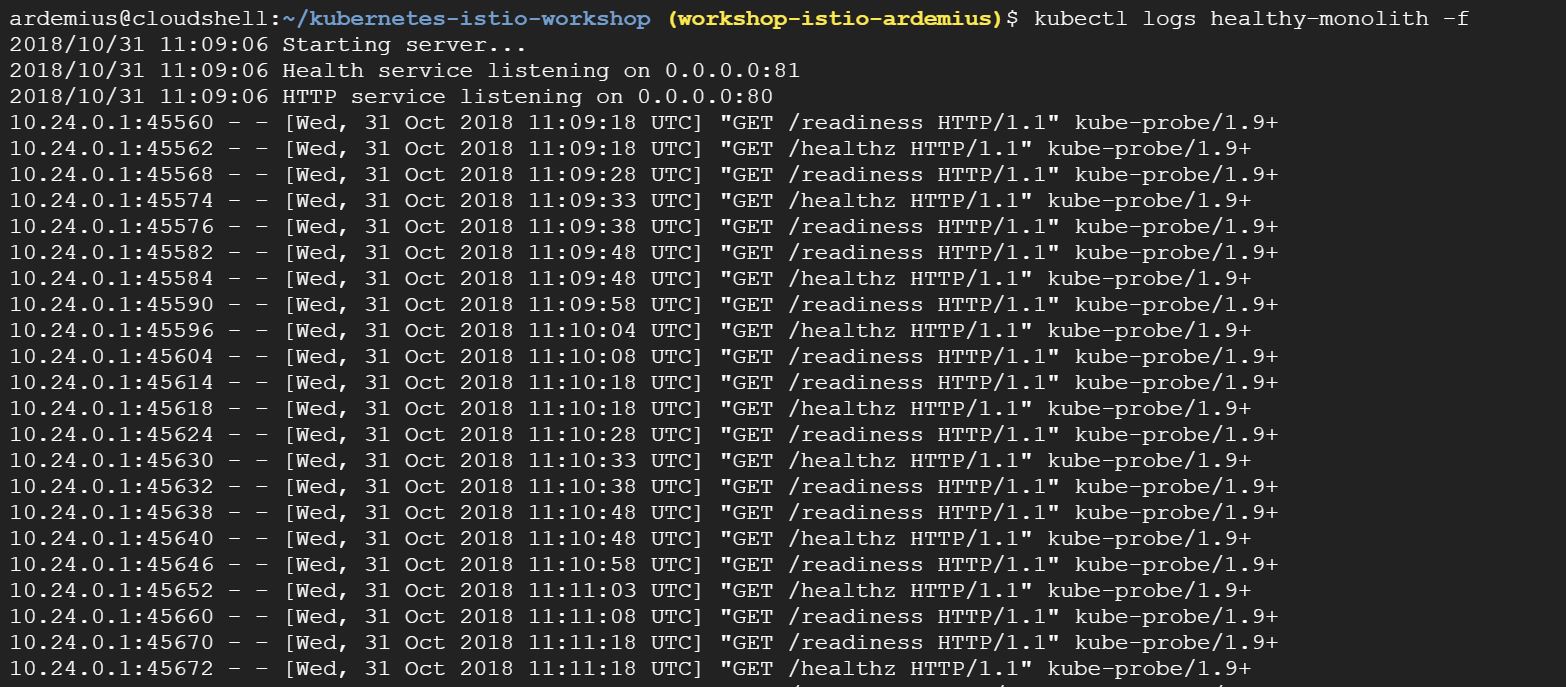 ardemius@cloudshell:~/kubernetes-istio-workshop (workshop-istio-ardemius)$ kubectl logs healthy-monolith -f
2018/10/31 11:09:06 Starting server...
2018/10/31 11:09:06 Health service listening on 0.0.0.0:81
2018/10/31 11:09:06 HTTP service listening on 0.0.0.0:80
10.24.0.1:45560 - - [Wed, 31 Oct 2018 11:09:18 UTC] "GET /readiness HTTP/1.1" kube-probe/1.9+
10.24.0.1:45562 - - [Wed, 31 Oct 2018 11:09:18 UTC] "GET /healthz HTTP/1.1" kube-probe/1.9+
10.24.0.1:45568 - - [Wed, 31 Oct 2018 11:09:28 UTC] "GET /readiness HTTP/1.1" kube-probe/1.9+
10.24.0.1:45574 - - [Wed, 31 Oct 2018 11:09:33 UTC] "GET /healthz HTTP/1.1" kube-probe/1.9+
10.24.0.1:45576 - - [Wed, 31 Oct 2018 11:09:38 UTC] "GET /readiness HTTP/1.1" kube-probe/1.9+
10.24.0.1:45582 - - [Wed, 31 Oct 2018 11:09:48 UTC] "GET /readiness HTTP/1.1" kube-probe/1.9+
10.24.0.1:45584 - - [Wed, 31 Oct 2018 11:09:48 UTC] "GET /healthz HTTP/1.1" kube-probe/1.9+
10.24.0.1:45590 - - [Wed, 31 Oct 2018 11:09:58 UTC] "GET /readiness HTTP/1.1" kube-probe/1.9+
10.24.0.1:45596 - - [Wed, 31 Oct 2018 11:10:04 UTC] "GET /healthz HTTP/1.1" kube-probe/1.9+
10.24.0.1:45604 - - [Wed, 31 Oct 2018 11:10:08 UTC] "GET /readiness HTTP/1.1" kube-probe/1.9+
10.24.0.1:45614 - - [Wed, 31 Oct 2018 11:10:18 UTC] "GET /readiness HTTP/1.1" kube-probe/1.9+
10.24.0.1:45618 - - [Wed, 31 Oct 2018 11:10:18 UTC] "GET /healthz HTTP/1.1" kube-probe/1.9+
10.24.0.1:45624 - - [Wed, 31 Oct 2018 11:10:28 UTC] "GET /readiness HTTP/1.1" kube-probe/1.9+
10.24.0.1:45630 - - [Wed, 31 Oct 2018 11:10:33 UTC] "GET /healthz HTTP/1.1" kube-probe/1.9+
10.24.0.1:45632 - - [Wed, 31 Oct 2018 11:10:38 UTC] "GET /readiness HTTP/1.1" kube-probe/1.9+
10.24.0.1:45638 - - [Wed, 31 Oct 2018 11:10:48 UTC] "GET /readiness HTTP/1.1" kube-probe/1.9+
10.24.0.1:45640 - - [Wed, 31 Oct 2018 11:10:48 UTC] "GET /healthz HTTP/1.1" kube-probe/1.9+
10.24.0.1:45646 - - [Wed, 31 Oct 2018 11:10:58 UTC] "GET /readiness HTTP/1.1" kube-probe/1.9+
10.24.0.1:45652 - - [Wed, 31 Oct 2018 11:11:03 UTC] "GET /healthz HTTP/1.1" kube-probe/1.9+
10.24.0.1:45660 - - [Wed, 31 Oct 2018 11:11:08 UTC] "GET /readiness HTTP/1.1" kube-probe/1.9+
10.24.0.1:45670 - - [Wed, 31 Oct 2018 11:11:18 UTC] "GET /readiness HTTP/1.1" kube-probe/1.9+
10.24.0.1:45672 - - [Wed, 31 Oct 2018 11:11:18 UTC] "GET /healthz HTTP/1.1" kube-probe/1.9+